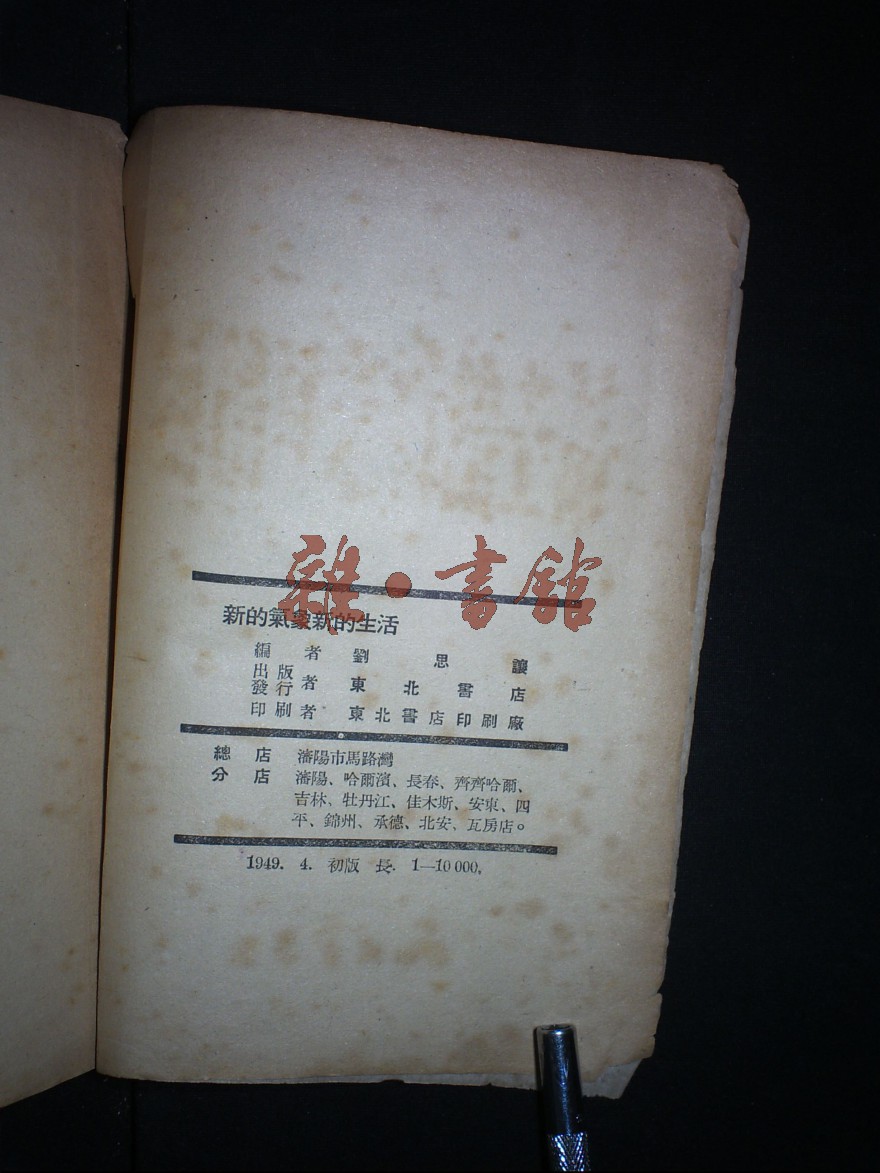 雜·書館
新的氣象新的生活
編者 劉思讓
出版
發行者 東北書店
印刷者 東北書店印刷廠
總店 瀋陽市馬路灣
分店 瀋陽、哈爾濱、長春、齊齊哈爾、
吉林、牡丹江、佳木斯、安東、四
平、錦州、承德、北安、瓦房店。
1949. 4. 初版 長. 1—10 000.